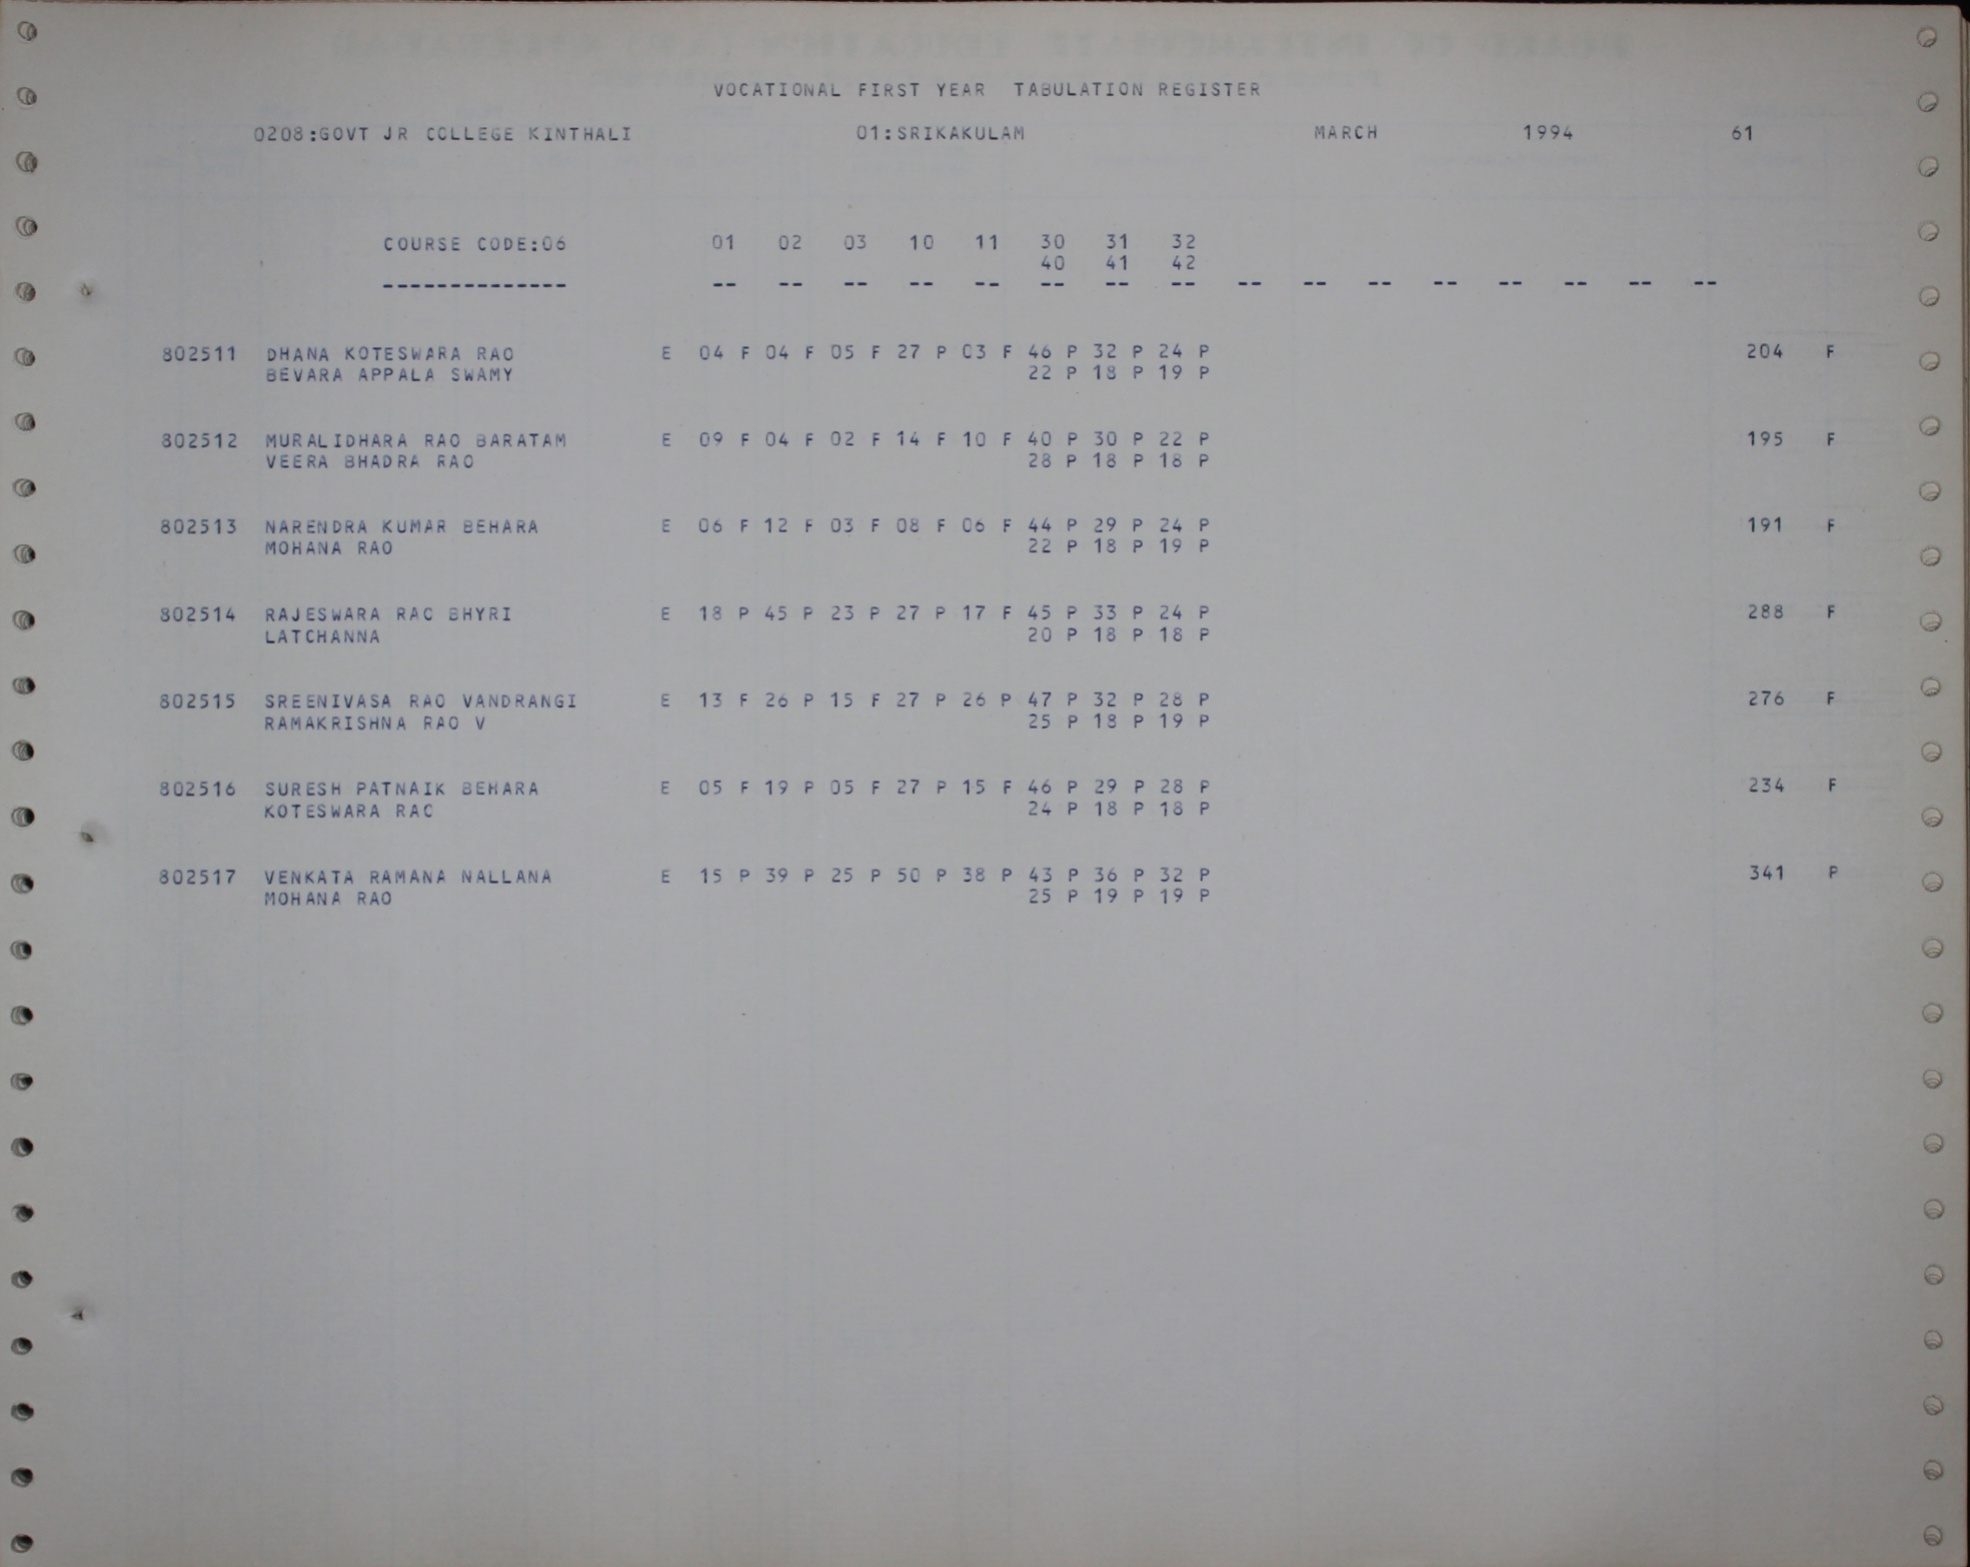 VOCATIONAL FIRST YEAR TABULATION REGISTER
0208:GOVT JR COLLEGE KINTHALI 01:SRIKAKULAM MARCH 1994 61
COURSE CODE:06 01 02 03 10 11 30 31 32
40 41 42
-------------- -- -- -- -- -- -- -- -- -- -- -- -- -- -- -- --
802511 DHANA KOTESWARA RAO E 04 F 04 F 05 F 27 P 03 F 46 P 32 P 24 P 204 F
BEVARA APPALA SWAMY 22 P 18 P 19 P
802512 MURALIDHARA RAO BARATAM E 09 F 04 F 02 F 14 F 10 F 40 P 30 P 22 P 195 F
VEERA BHADRA RAO 28 P 18 P 18 P
802513 NARENDRA KUMAR BEHARA E 06 F 12 F 03 F 08 F 06 F 44 P 29 P 24 P 191 F
MOHANA RAO 22 P 18 P 19 P
802514 RAJESWARA RAO BHYRI E 18 P 45 P 23 P 27 P 17 F 45 P 33 P 24 P 288 F
LATCHANNA 20 P 18 P 18 P
802515 SREENIVASA RAO VANDRANGI E 13 F 26 P 15 F 27 P 26 P 47 P 32 P 28 P 276 F
RAMAKRISHNA RAO V 25 P 18 P 19 P
802516 SURESH PATNAIK BEHARA E 05 F 19 P 05 F 27 P 15 F 46 P 29 P 28 P 234 F
KOTESWARA RAO 24 P 18 P 18 P
802517 VENKATA RAMANA NALLANA E 15 P 39 P 25 P 50 P 38 P 43 P 36 P 32 P 341 P
MOHANA RAO 25 P 19 P 19 P